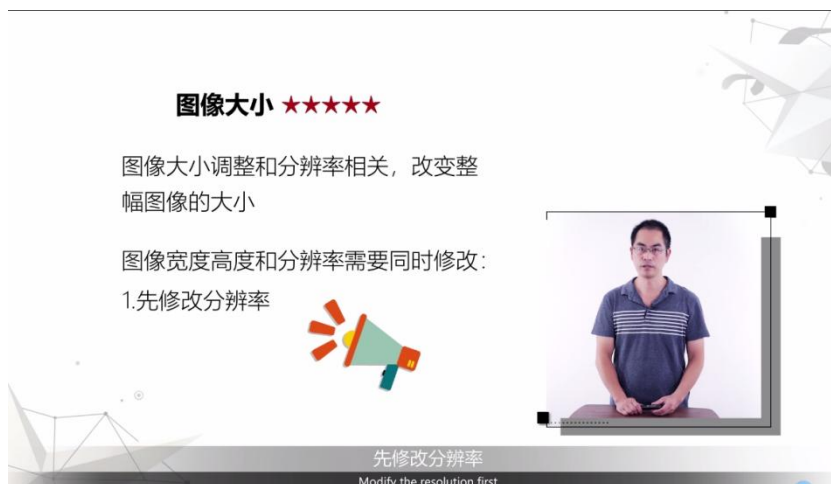 图像大小 ★★★★★
图像大小调整和分辨率相关，改变整
幅图像的大小
图像宽度高度和分辨率需要同时修改：
1.先修改分辨率
先修改分辨率
Modify the resolution first